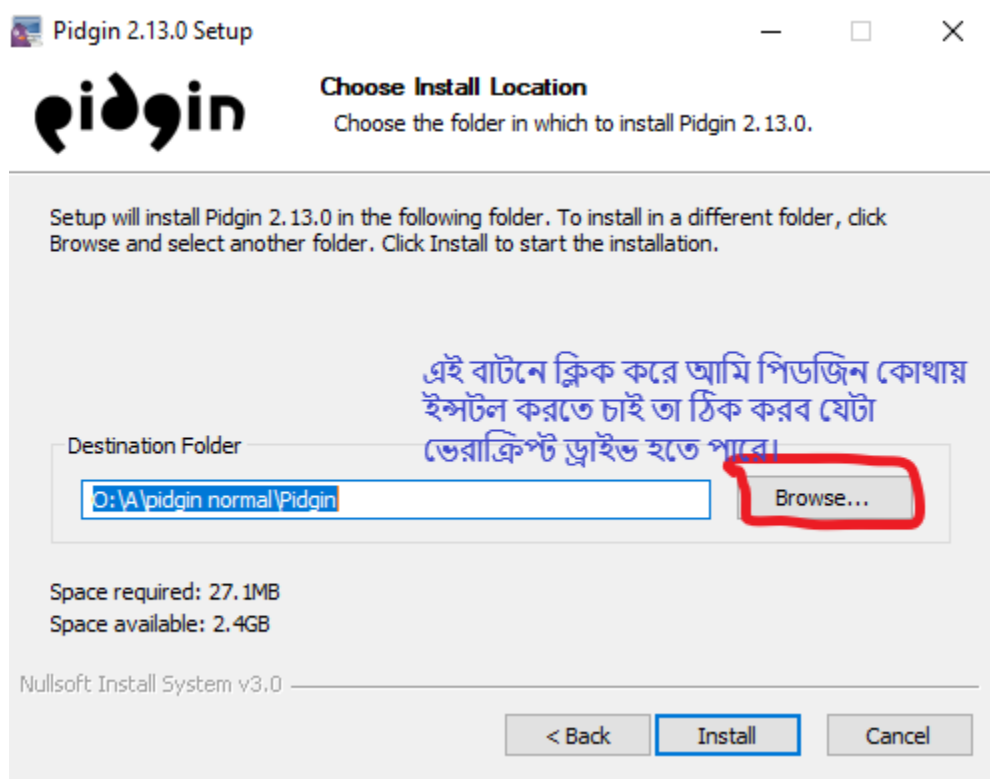 Pidgin 2.13.0 Setup
pidgin
Choose Install Location
Choose the folder in which to install Pidgin 2.13.0.
Setup will install Pidgin 2.13.0 in the following folder. To install in a different folder, click
Browse and select another folder. Click Install to start the installation.
এই বাটনে ক্লিক করে আমি পিডজিন কোথায়
ইন্সটল করতে চাই তা ঠিক করব যেটা
ভেরাক্রিপ্ট ড্রাইভ হতে পারে।
Destination Folder
O:\A\pidgin normal\Pidgin
Browse...
Space required: 27.1MB
Space available: 2.4GB
Nullsoft Install System v3.0
< Back
Install
Cancel